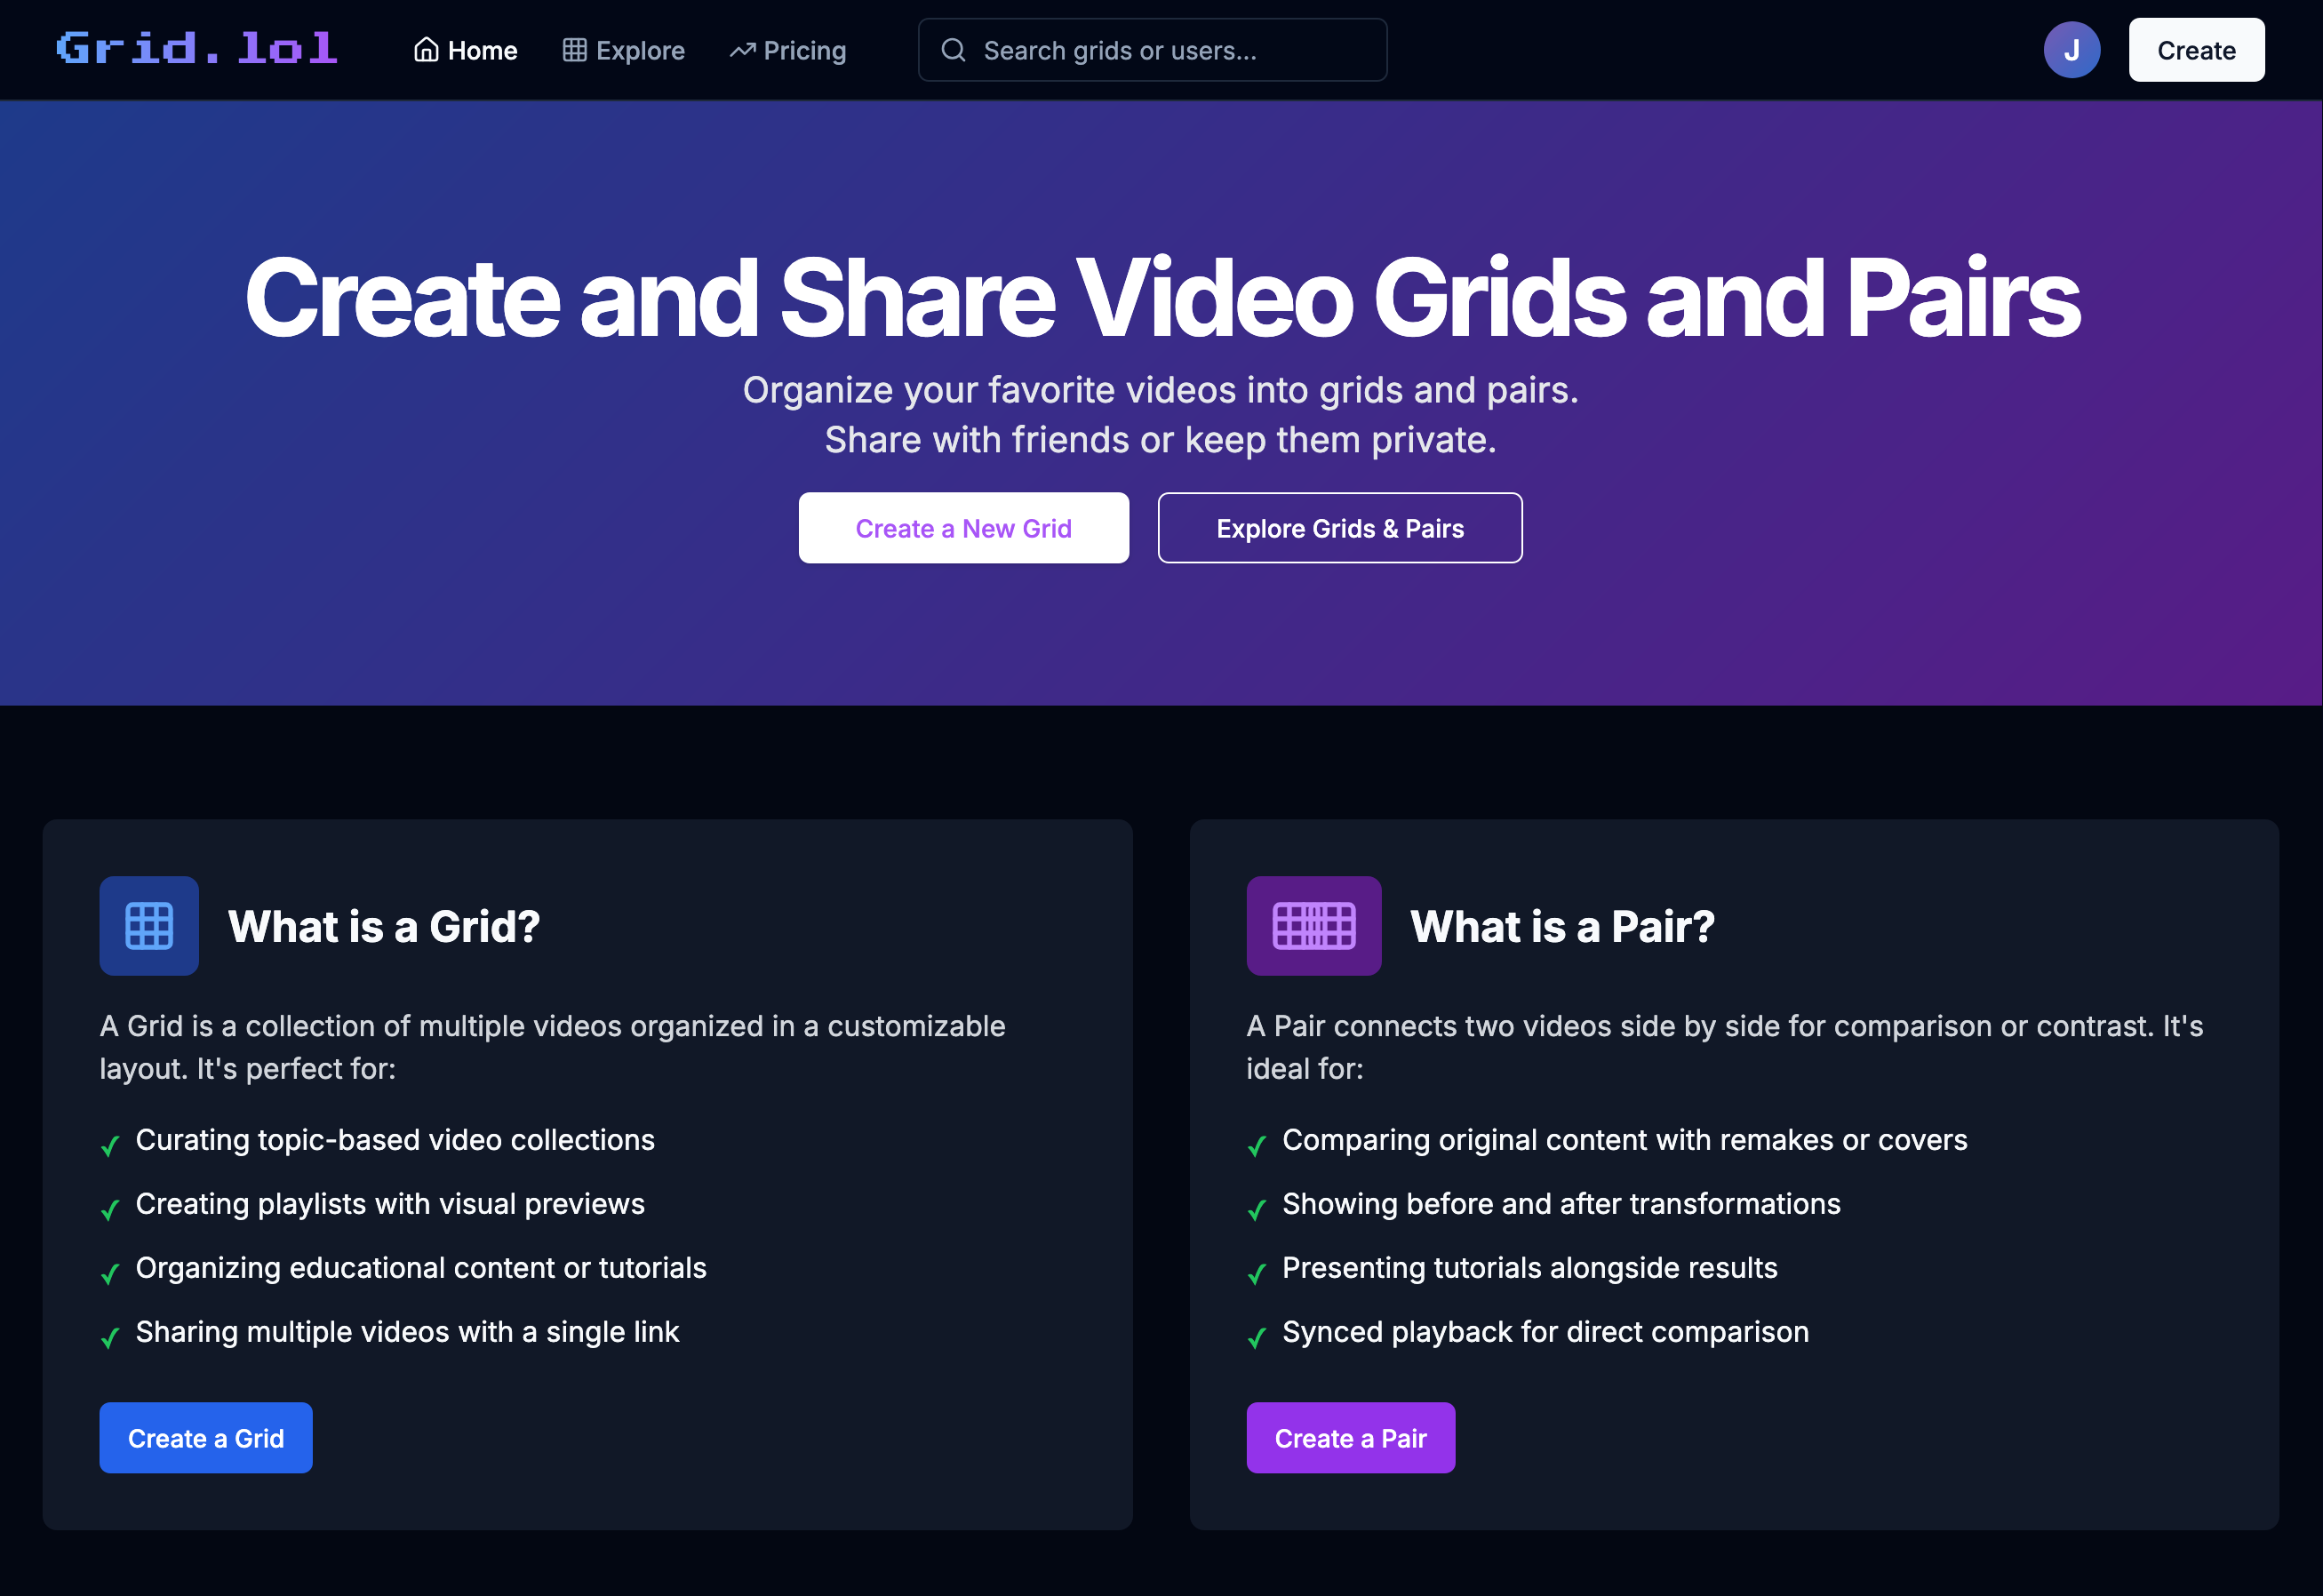 Grid.lol
Home
Explore
Pricing
Search grids or users...
J
Create
Create and Share Video Grids and Pairs
Organize your favorite videos into grids and pairs.
Share with friends or keep them private.
Create a New Grid
Explore Grids & Pairs
What is a Grid?
A Grid is a collection of multiple videos organized in a customizable
layout. It's perfect for:
✓ Curating topic-based video collections
✓ Creating playlists with visual previews
✓ Organizing educational content or tutorials
✓ Sharing multiple videos with a single link
Create a Grid
What is a Pair?
A Pair connects two videos side by side for comparison or contrast. It's
ideal for:
✓ Comparing original content with remakes or covers
✓ Showing before and after transformations
✓ Presenting tutorials alongside results
✓ Synced playback for direct comparison
Create a Pair